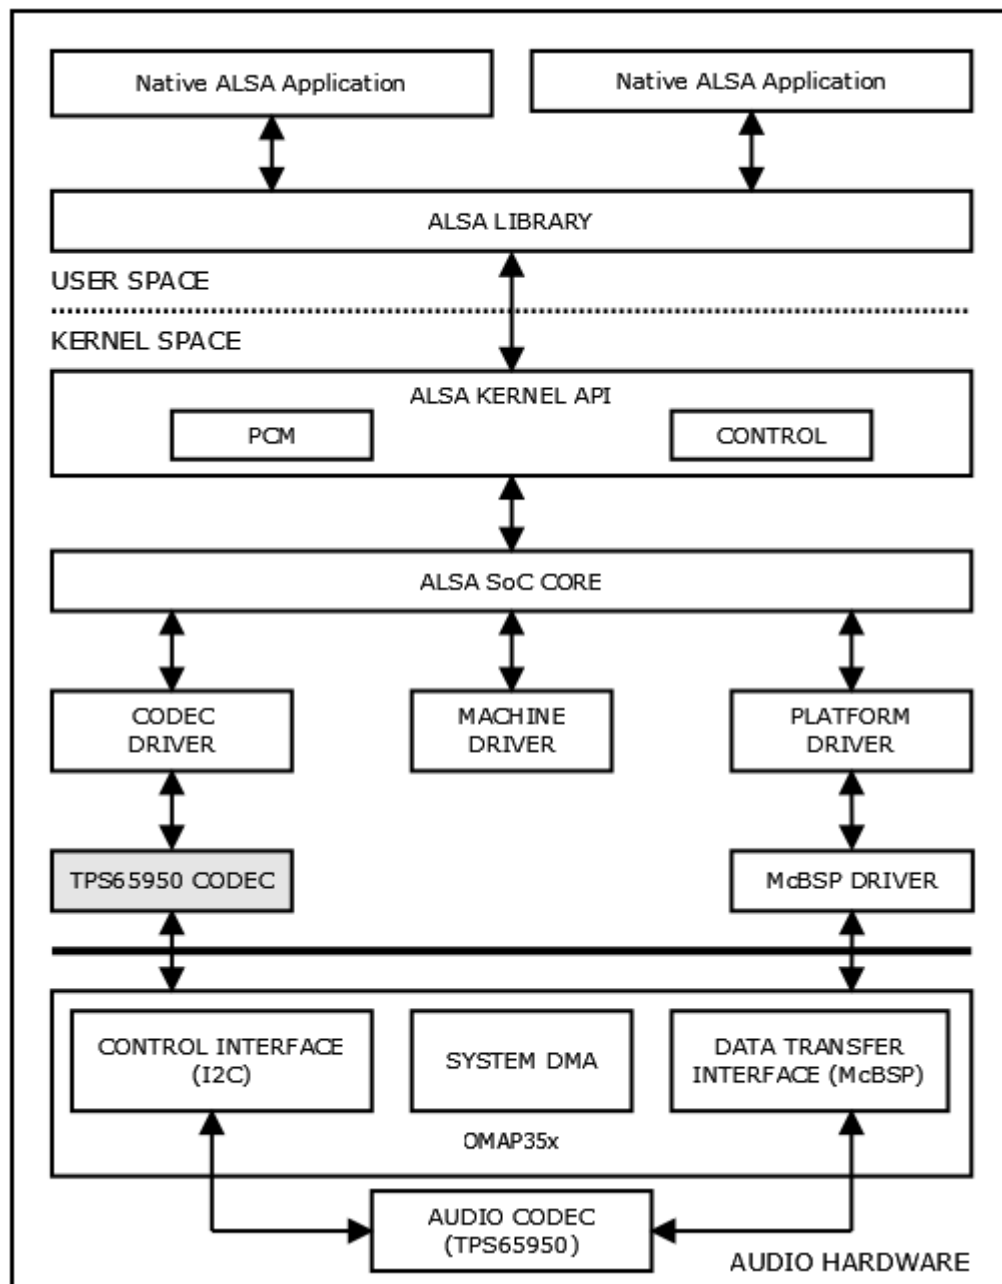 Native ALSA Application
Native ALSA Application
ALSA LIBRARY
USER SPACE
KERNEL SPACE
ALSA KERNEL API
PCM
CONTROL
ALSA SoC CORE
CODEC
DRIVER
MACHINE
DRIVER
PLATFORM
DRIVER
TPS65950 CODEC
McBSP DRIVER
CONTROL INTERFACE
(I2C)
SYSTEM DMA
DATA TRANSFER
INTERFACE (McBSP)
OMAP35x
AUDIO CODEC
(TPS65950)
AUDIO HARDWARE